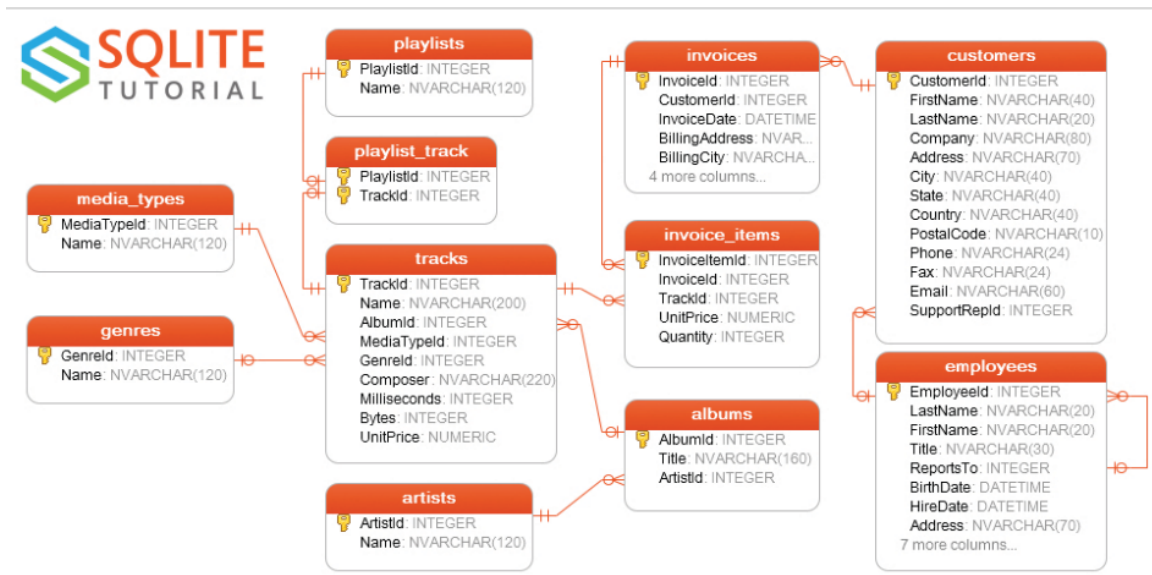 SQLITE
TUTORIAL
playlists
PlaylistId: INTEGER
Name: NVARCHAR(120)
playlist_track
PlaylistId: INTEGER
TrackId: INTEGER
media_types
MediaTypeId: INTEGER
Name: NVARCHAR(120)
genres
GenreId: INTEGER
Name: NVARCHAR(120)
tracks
TrackId: INTEGER
Name: NVARCHAR(200)
AlbumId: INTEGER
MediaTypeId: INTEGER
GenreId: INTEGER
Composer: NVARCHAR(220)
Milliseconds: INTEGER
Bytes: INTEGER
UnitPrice: NUMERIC
artists
ArtistId: INTEGER
Name: NVARCHAR(120)
invoices
InvoiceId: INTEGER
CustomerId: INTEGER
InvoiceDate: DATETIME
BillingAddress: NVAR...
BillingCity: NVARCHA...
4 more columns...
invoice_items
InvoiceItemId: INTEGER
InvoiceId: INTEGER
TrackId: INTEGER
UnitPrice: NUMERIC
Quantity: INTEGER
albums
AlbumId: INTEGER
Title: NVARCHAR(160)
ArtistId: INTEGER
customers
CustomerId: INTEGER
FirstName: NVARCHAR(40)
LastName: NVARCHAR(20)
Company: NVARCHAR(80)
Address: NVARCHAR(70)
City: NVARCHAR(40)
State: NVARCHAR(40)
Country: NVARCHAR(40)
PostalCode: NVARCHAR(10)
Phone: NVARCHAR(24)
Fax: NVARCHAR(24)
Email: NVARCHAR(60)
SupportRepId: INTEGER
employees
EmployeeId: INTEGER
LastName: NVARCHAR(20)
FirstName: NVARCHAR(20)
Title: NVARCHAR(30)
ReportsTo: INTEGER
BirthDate: DATETIME
HireDate: DATETIME
Address: NVARCHAR(70)
7 more columns...